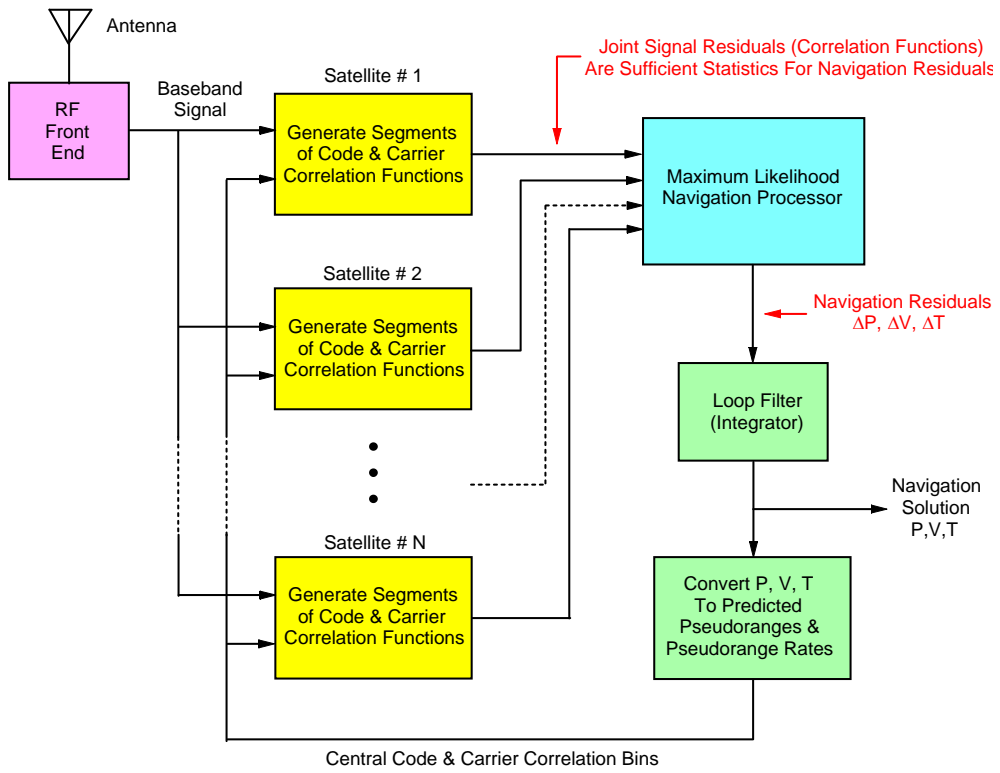 Antenna
RF
Front
End
Baseband
Signal
Satellite # 1
Generate Segments
of Code & Carrier
Correlation Functions
Joint Signal Residuals (Correlation Functions)
Are Sufficient Statistics For Navigation Residuals
Maximum Likelihood
Navigation Processor
Satellite # 2
Generate Segments
of Code & Carrier
Correlation Functions
Navigation Residuals
ΔP, ΔV, ΔT
Loop Filter
(Integrator)
Navigation
Solution
P,V,T
Satellite # N
Generate Segments
of Code & Carrier
Correlation Functions
Convert P, V, T
To Predicted
Pseudoranges &
Pseudorange Rates
Central Code & Carrier Correlation Bins